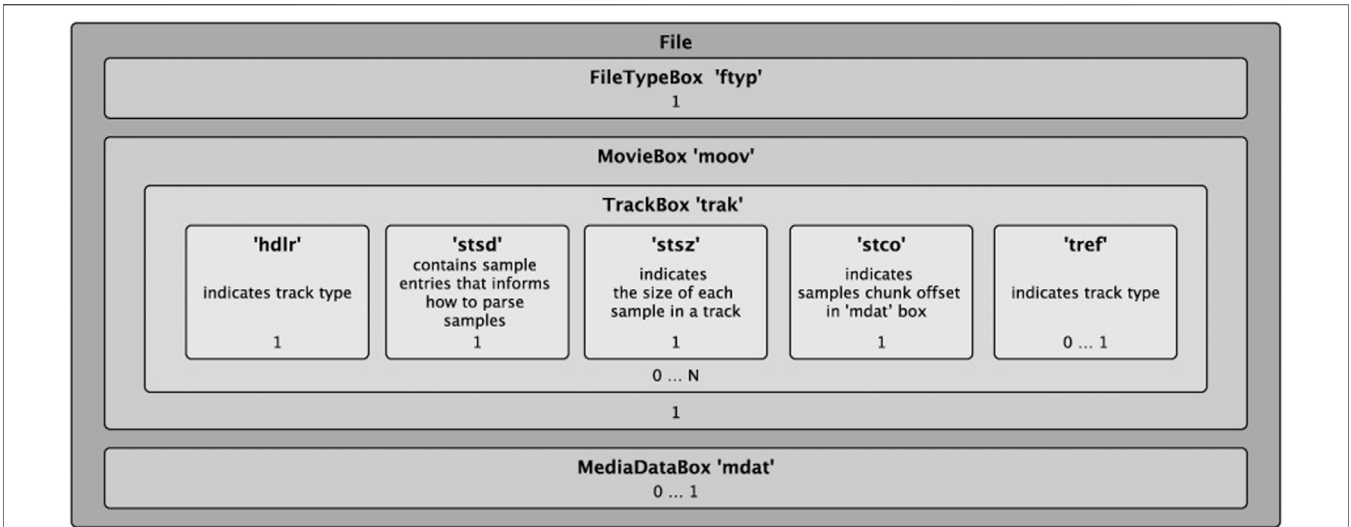 File
FileTypeBox 'ftyp'
1
MovieBox 'moov'
TrackBox 'trak'
'hdlr'
indicates track type
1
'stsd'
contains sample
entries that informs
how to parse
samples
1
'stsz'
indicates
the size of each
sample in a track
1
'stco'
indicates
samples chunk offset
in 'mdat' box
1
'tref'
indicates track type
0 ... 1
0 ... N
1
MediaDataBox 'mdat'
0 ... 1